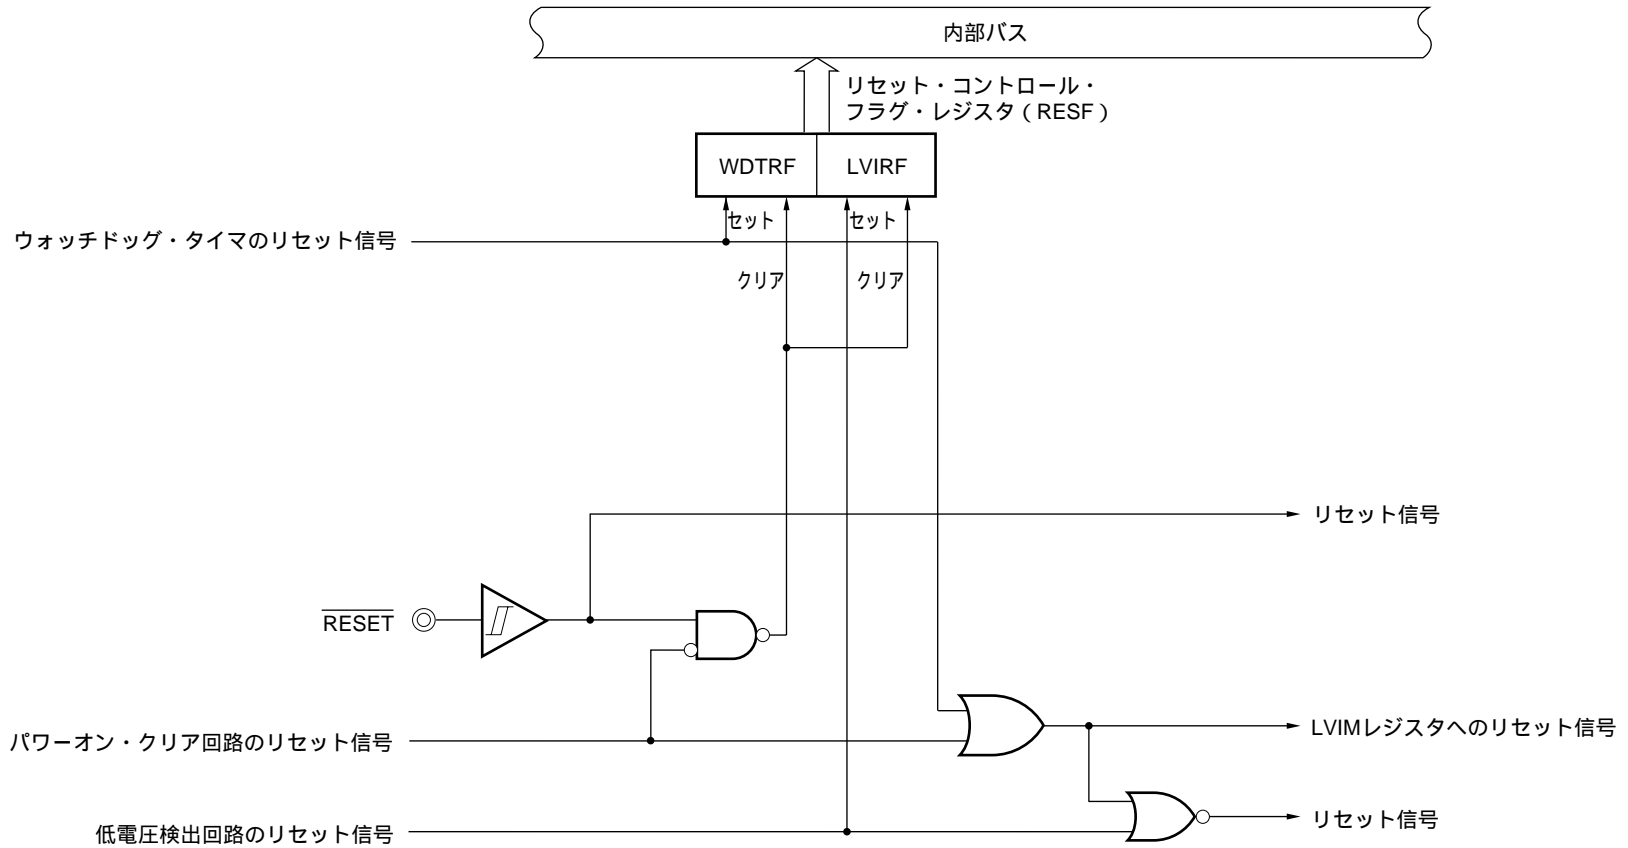 内部バス
リセット・コントロール・
フラグ・レジスタ（RESF）
WDTRF
LVIRF
セット
セット
ウォッチドッグ・タイマのリセット信号
クリア
クリア
リセット信号
RESET
パワーオン・クリア回路のリセット信号
LVIMレジスタへのリセット信号
低電圧検出回路のリセット信号
リセット信号